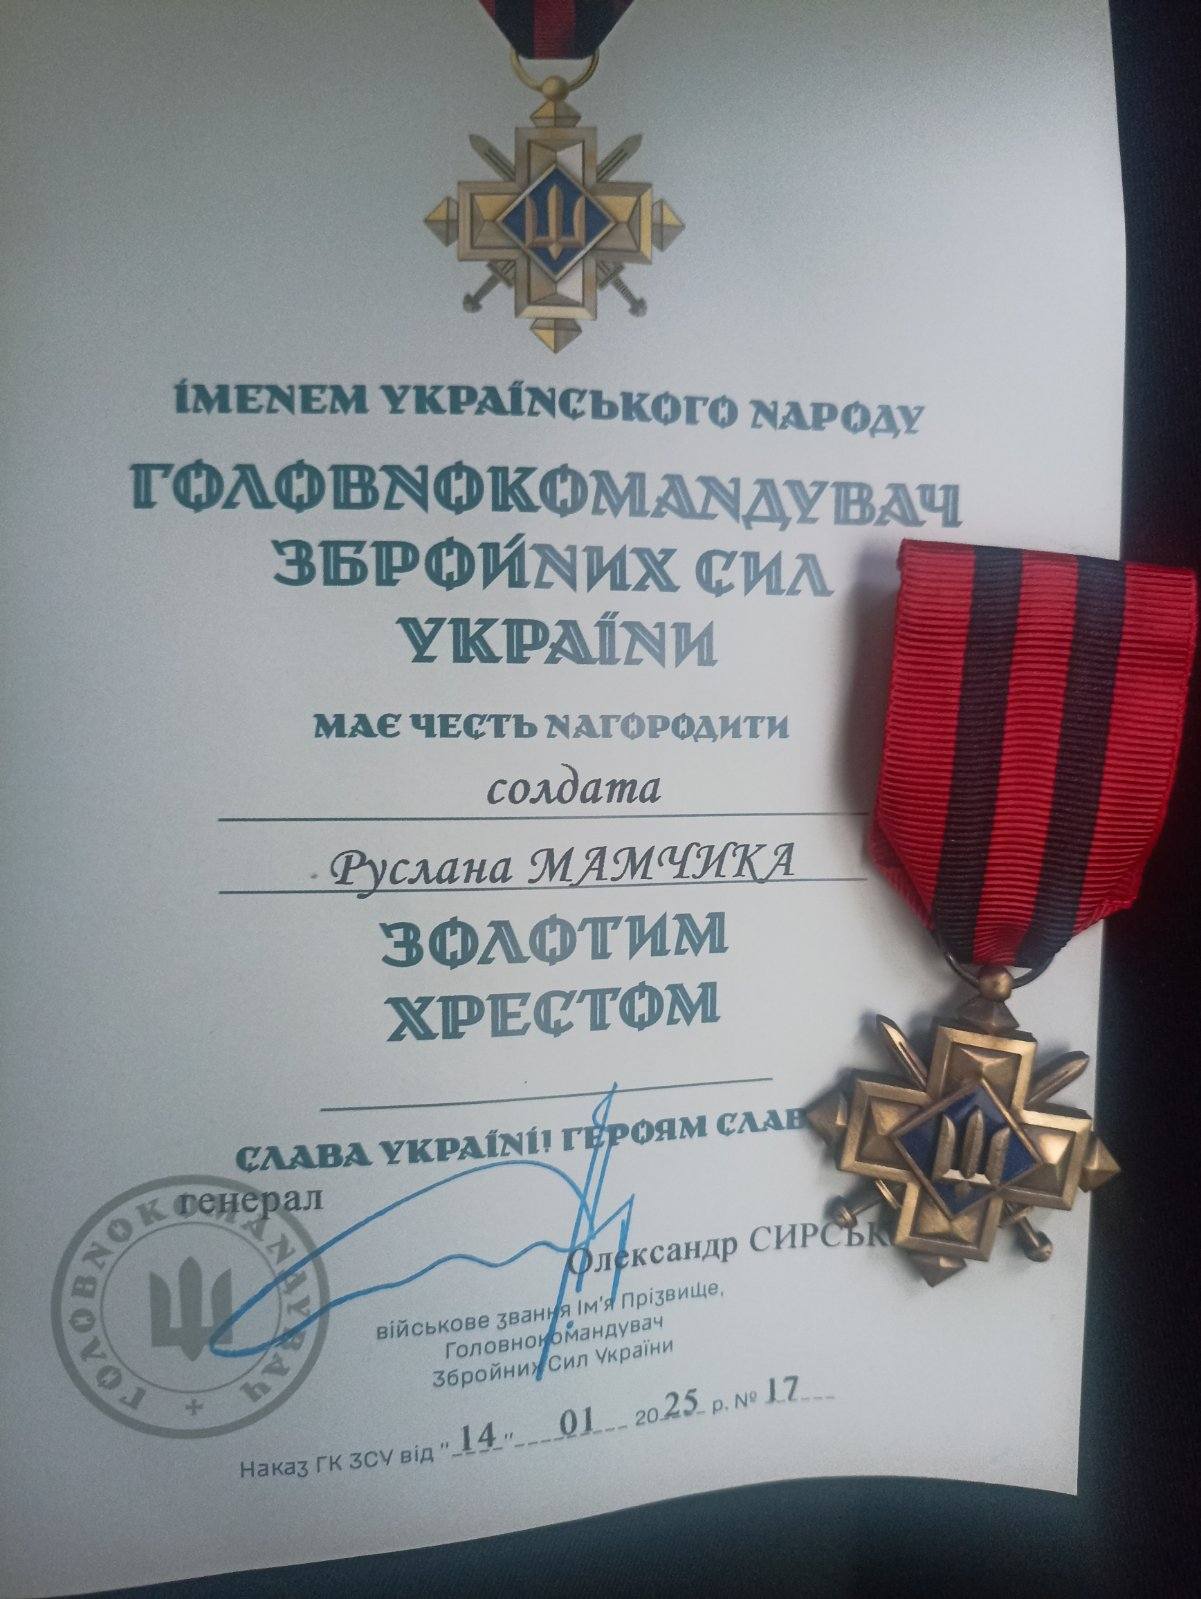 ІМЕНЕМ УКРАЇНСЬКОГО НАРОДУ
ГОЛОВНОКОМАНДУВАЧ
ЗБРОЙНИХ СИЛ
УКРАЇНИ
МАЄ ЧЕСТЬ НАГОРОДИТИ
солдата
Руслана МАМЧИКА
ЗОЛОТИМ
ХРЕСТОМ
СЛАВА УКРАЇНІ! ГЕРОЯМ СЛАВ
генерал
ГОЛОВНОКОМАНДУВАЧ
Олександр СИРСЬК
військове звання Ім'я Прізвище,
Головнокомандувач
Збройних Сил України
Наказ ГК ЗСУ від "14" 01 2025 р. № 17